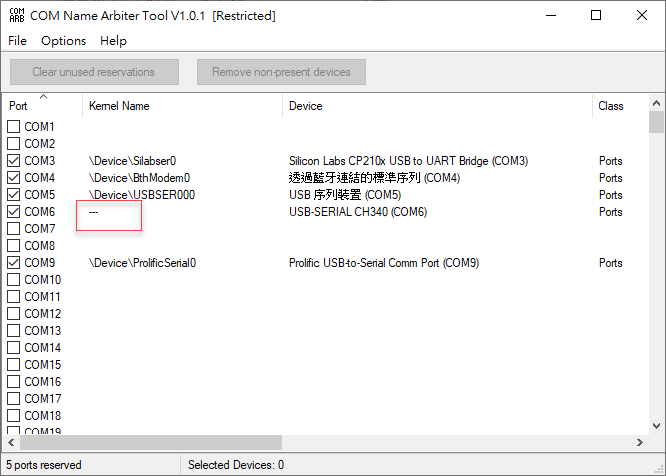 COM ARB COM Name Arbiter Tool V1.0.1 [Restricted]
File Options Help
Clear unused reservations Remove non-present devices
Port Kernel Name Device Class
COM1
COM2
COM3 \Device\Silabser0 Silicon Labs CP210x USB to UART Bridge (COM3) Ports
COM4 \Device\BthModem0 透過藍牙連結的標準序列 (COM4) Ports
COM5 \Device\USBSER000 USB 序列裝置 (COM5) Ports
COM6 --- USB-SERIAL CH340 (COM6) Ports
COM7
COM8
COM9 \Device\ProlificSerial0 Prolific USB-to-Serial Comm Port (COM9) Ports
COM10
COM11
COM12
COM13
COM14
COM15
COM16
COM17
COM18
COM19
5 ports reserved Selected Devices: 0